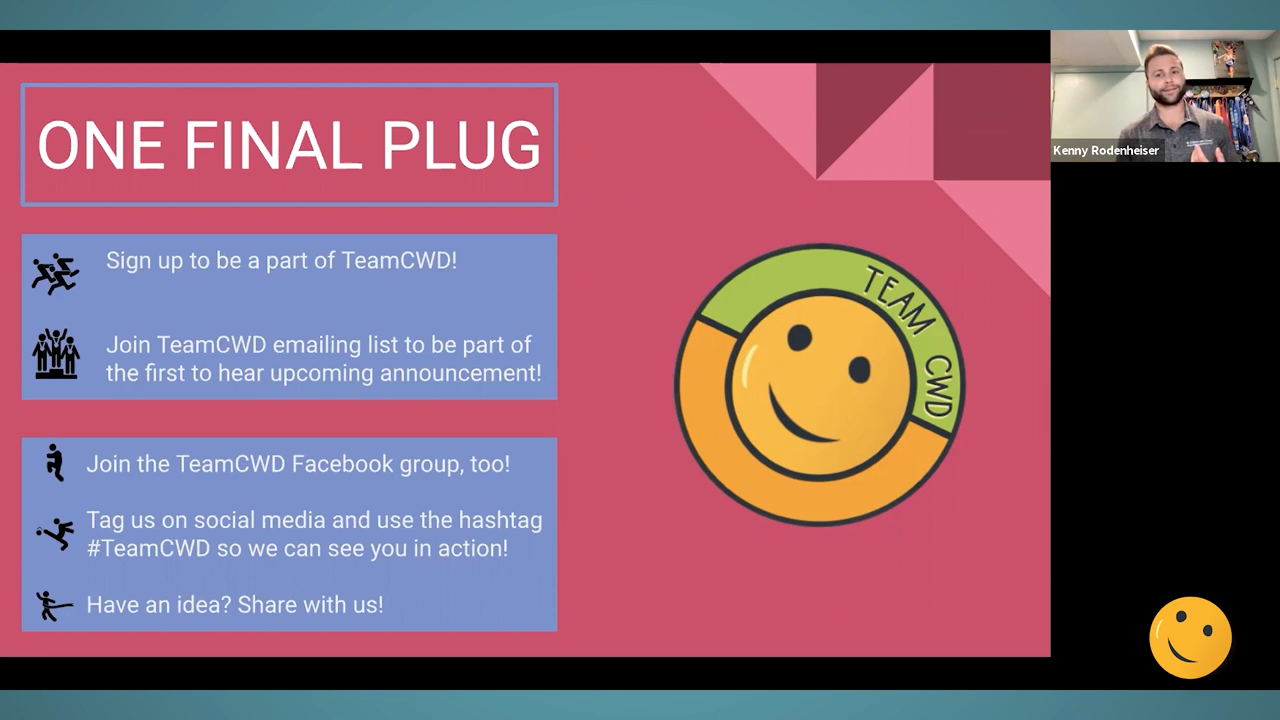 ONE FINAL PLUG
Sign up to be a part of TeamCWD!
Join TeamCWD emailing list to be part of
the first to hear upcoming announcement!
Join the TeamCWD Facebook group, too!
Tag us on social media and use the hashtag
#TeamCWD so we can see you in action!
Have an idea? Share with us!
TEAM CWD
Kenny Rodenheiser